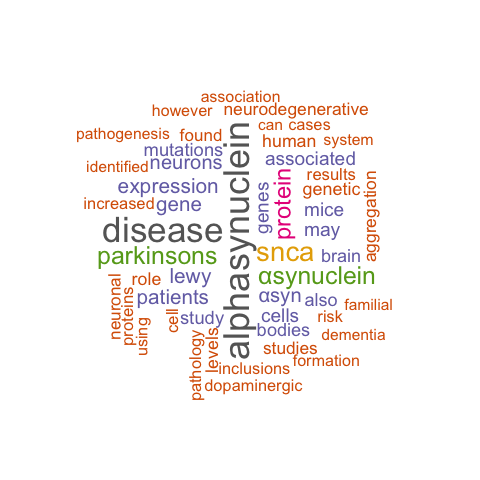 association
however
neurodegenerative
pathogenesis
found
can
cases
mutations
human
system
identified
neurons
associated
expression
results
increased
gene
genes
protein
genetic
aggregation
mice
disease
alphasynuclein
may
parkinsons
snca
brain
lewy
αsynuclein
neuronal
proteins
role
patients
αsyn
also
familial
using
cell
study
cells
risk
bodies
dementia
pathology
levels
studies
inclusions
formation
dopaminergic